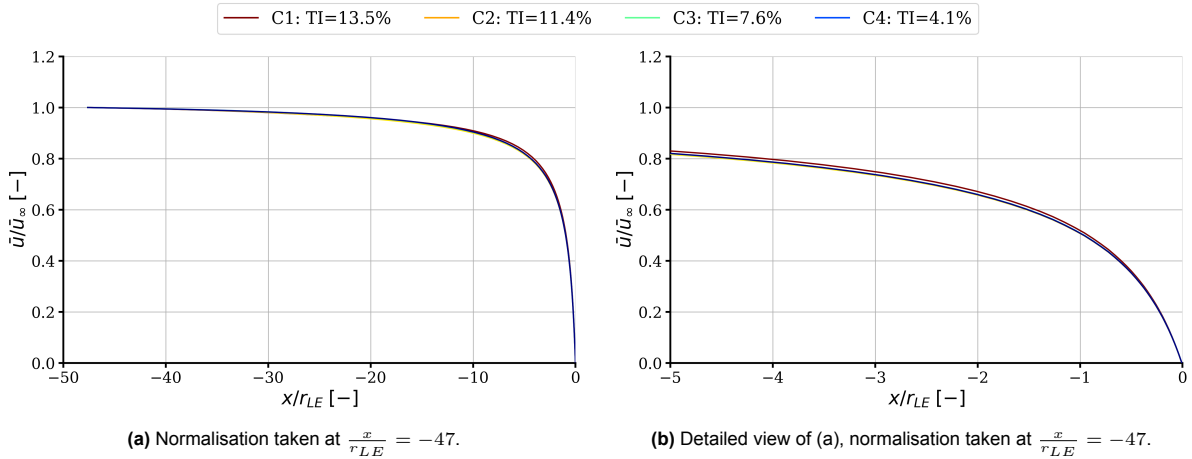 C1: TI=13.5% C2: TI=11.4% C3: TI=7.6% C4: TI=4.1%
1.2
1.0
0.8
0.6
0.4
0.2
0.0
ū/ū∞ [−]
−50 −40 −30 −20 −10 0
x/r_LE [−]
(a) Normalisation taken at x/r_LE = −47.
1.2
1.0
0.8
0.6
0.4
0.2
0.0
ū/ū∞ [−]
−5 −4 −3 −2 −1 0
x/r_LE [−]
(b) Detailed view of (a), normalisation taken at x/r_LE = −47.